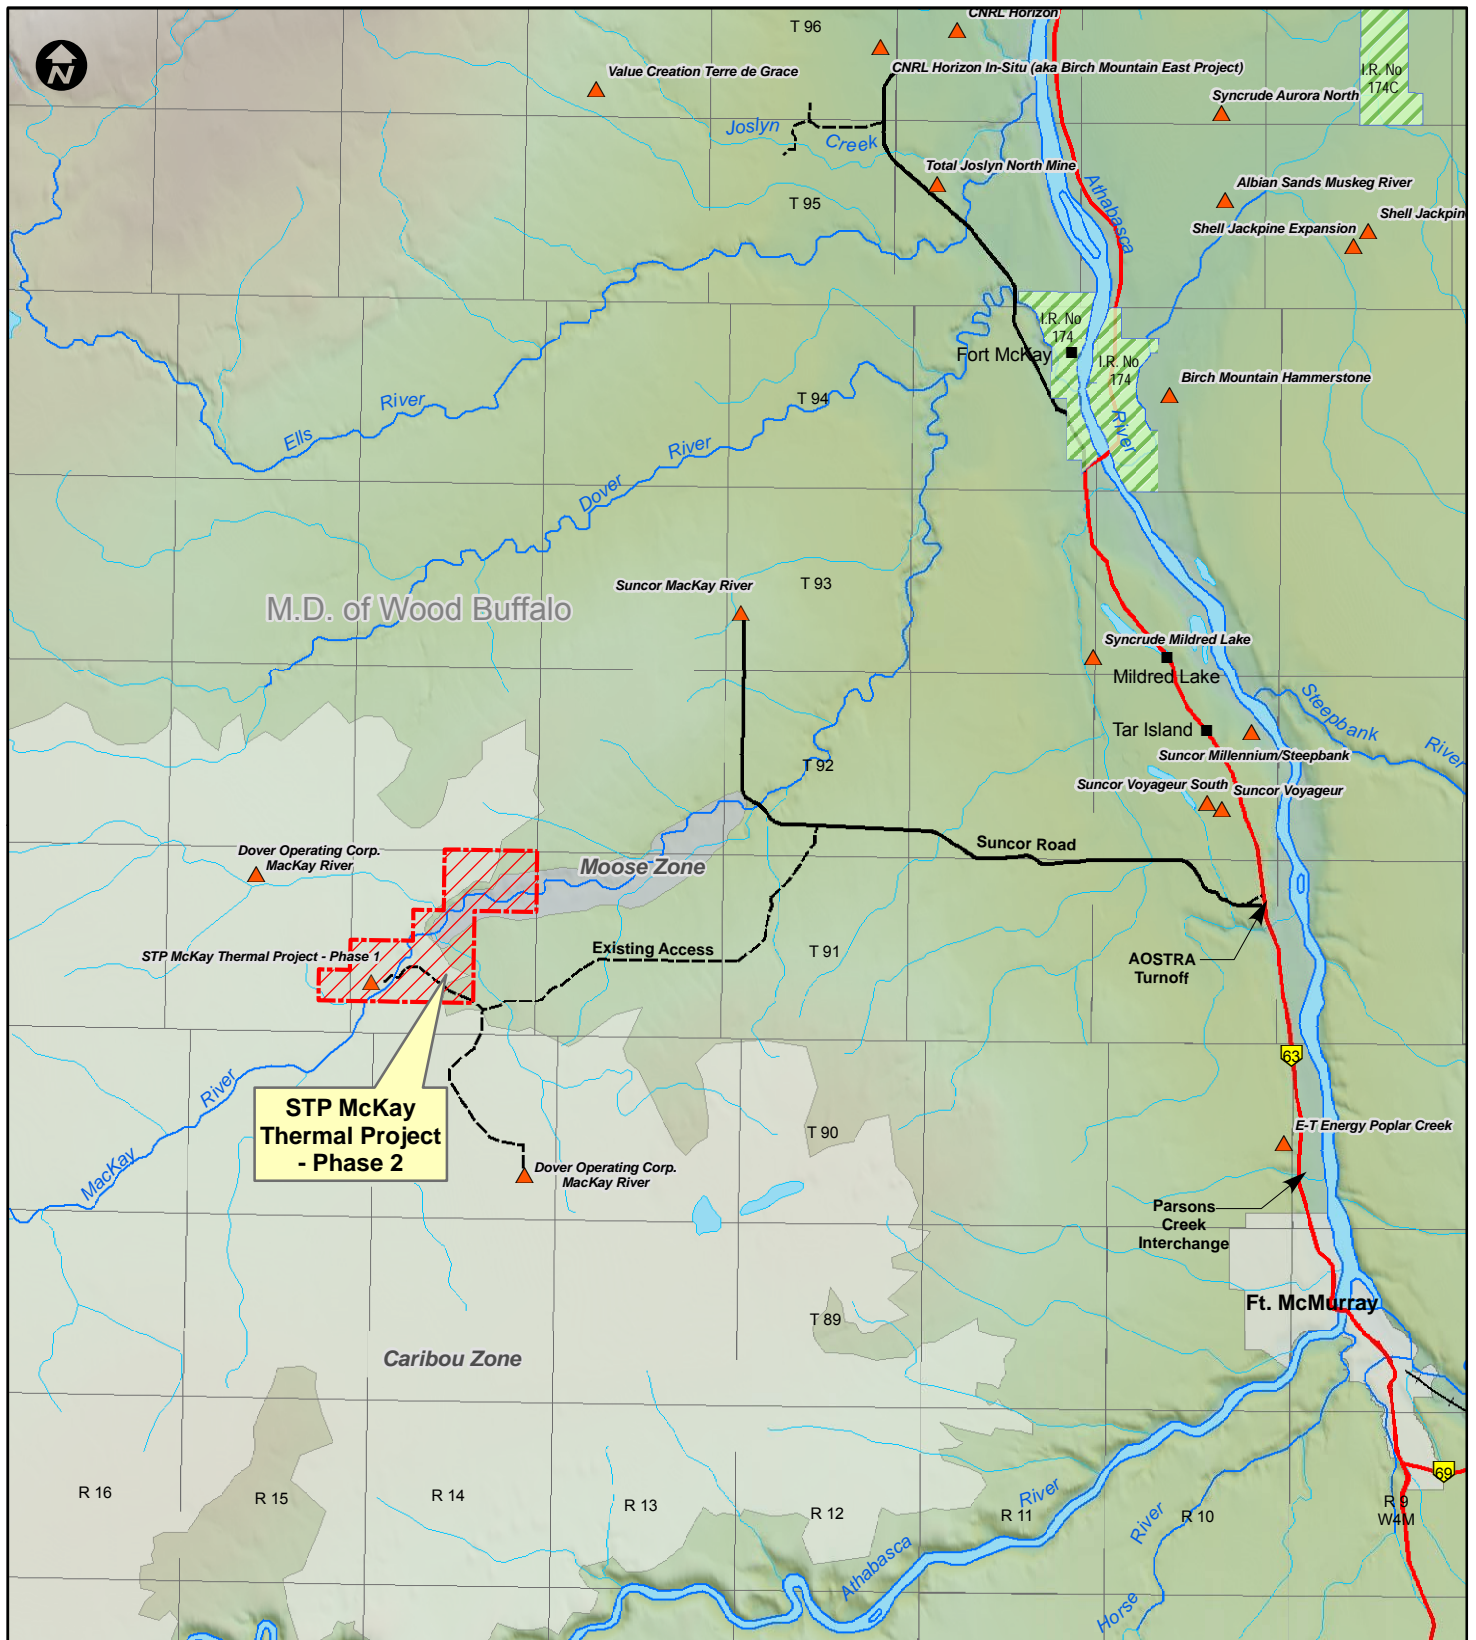 CNRL Horizon
T 96
N
CNRL Horizon In-Situ (aka Birch Mountain East Project)
Value Creation Terre de Grace
I.R. No
174C
Syncrude Aurora North
Joslyn
Creek
Total Joslyn North Mine
Athabasca
Albian Sands Muskeg River
T 95
Shell Jackpin
Shell Jackpine Expansion
I.R. No
174
Fort McKay
I.R. No
174
Birch Mountain Hammerstone
T 94
River
Ells
River
River
Dover
Suncor MacKay River
T 93
M.D. of Wood Buffalo
Syncrude Mildred Lake
Mildred Lake
Steepbank
River
Tar Island
Suncor Millennium/Steepbank
T 92
Suncor Voyageur South
Suncor Voyageur
Suncor Road
Dover Operating Corp.
MacKay River
Moose Zone
Existing Access
T 91
STP McKay Thermal Project - Phase 1
AOSTRA
Turnoff
63
River
STP McKay
Thermal Project
- Phase 2
T 90
E-T Energy Poplar Creek
MacKay
Dover Operating Corp.
MacKay River
Parsons
Creek
Interchange
Ft. McMurray
T 89
Caribou Zone
69
R 16
R 15
R 14
R 13
R 12
River
R 11
River
R 10
R 9
W4M
Athabasca
Horse